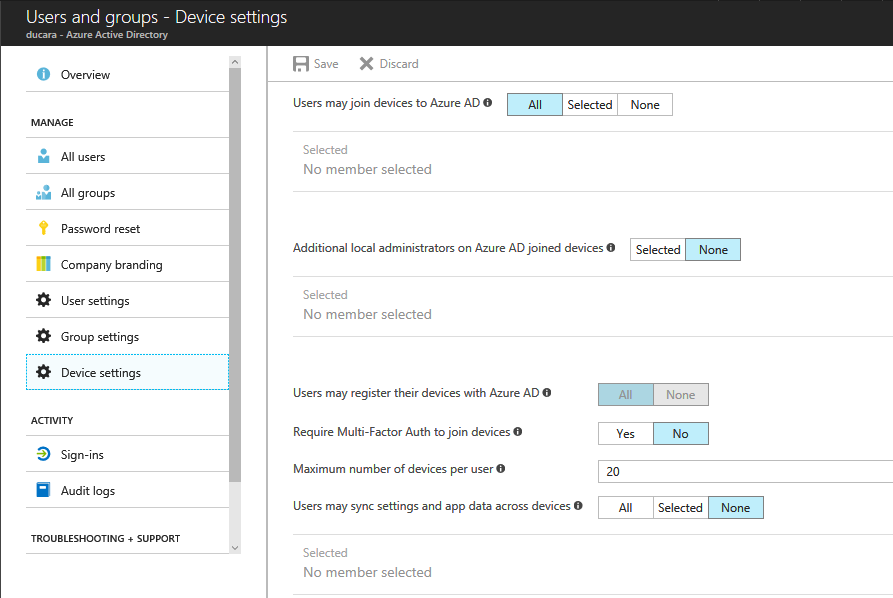 Users and groups - Device settings
ducara - Azure Active Directory
Overview
MANAGE
All users
All groups
Password reset
Company branding
User settings
Group settings
Device settings
ACTIVITY
Sign-ins
Audit logs
TROUBLESHOOTING + SUPPORT
Save Discard
Users may join devices to Azure AD All Selected None
Selected
No member selected
Additional local administrators on Azure AD joined devices Selected None
Selected
No member selected
Users may register their devices with Azure AD All None
Require Multi-Factor Auth to join devices Yes No
Maximum number of devices per user 20
Users may sync settings and app data across devices All Selected None
Selected
No member selected